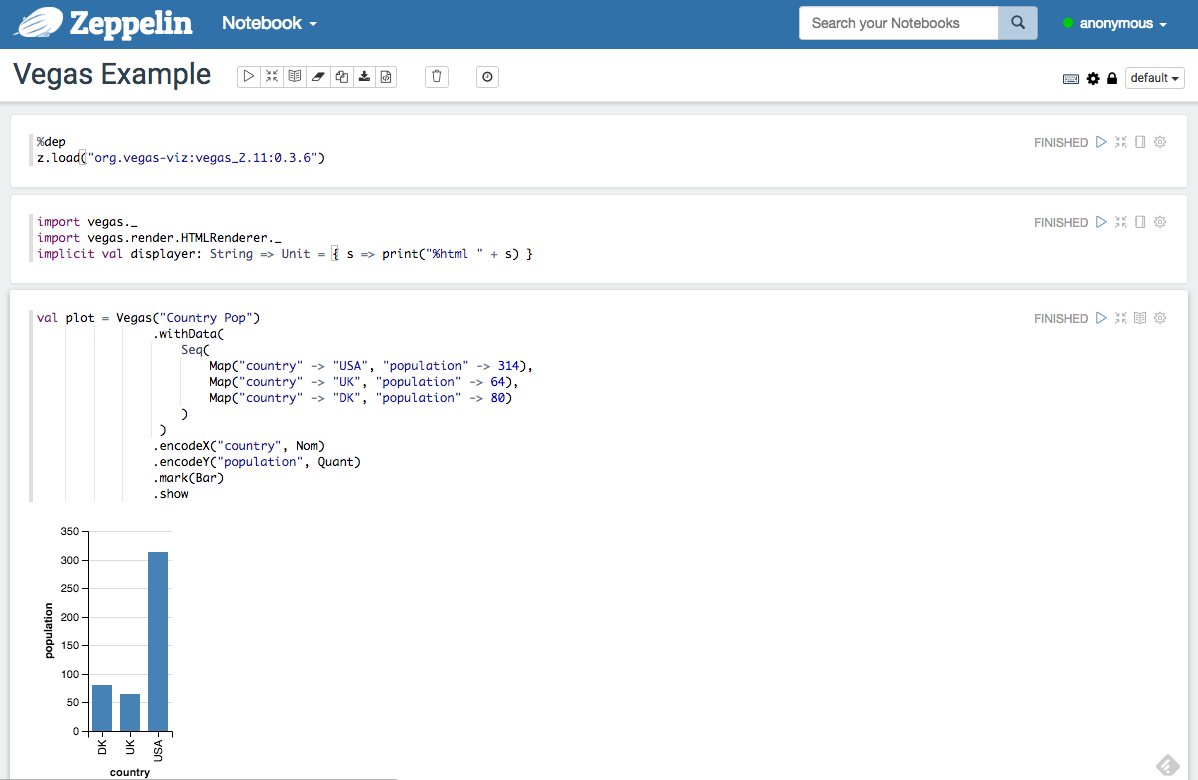 Zeppelin Notebook Search your Notebooks anonymous
Vegas Example default
%dep FINISHED
z.load("org.vegas-viz:vegas_2.11:0.3.6")
import vegas._ FINISHED
import vegas.render.HTMLRenderer._
implicit val displayer: String => Unit = { s => print("%html " + s) }
val plot = Vegas("Country Pop") FINISHED
.withData(
Seq(
Map("country" -> "USA", "population" -> 314),
Map("country" -> "UK", "population" -> 64),
Map("country" -> "DK", "population" -> 80)
)
)
.encodeX("country", Nom)
.encodeY("population", Quant)
.mark(Bar)
.show
350
300
250
200
150
100
50
0
population
DK
UK
USA
country